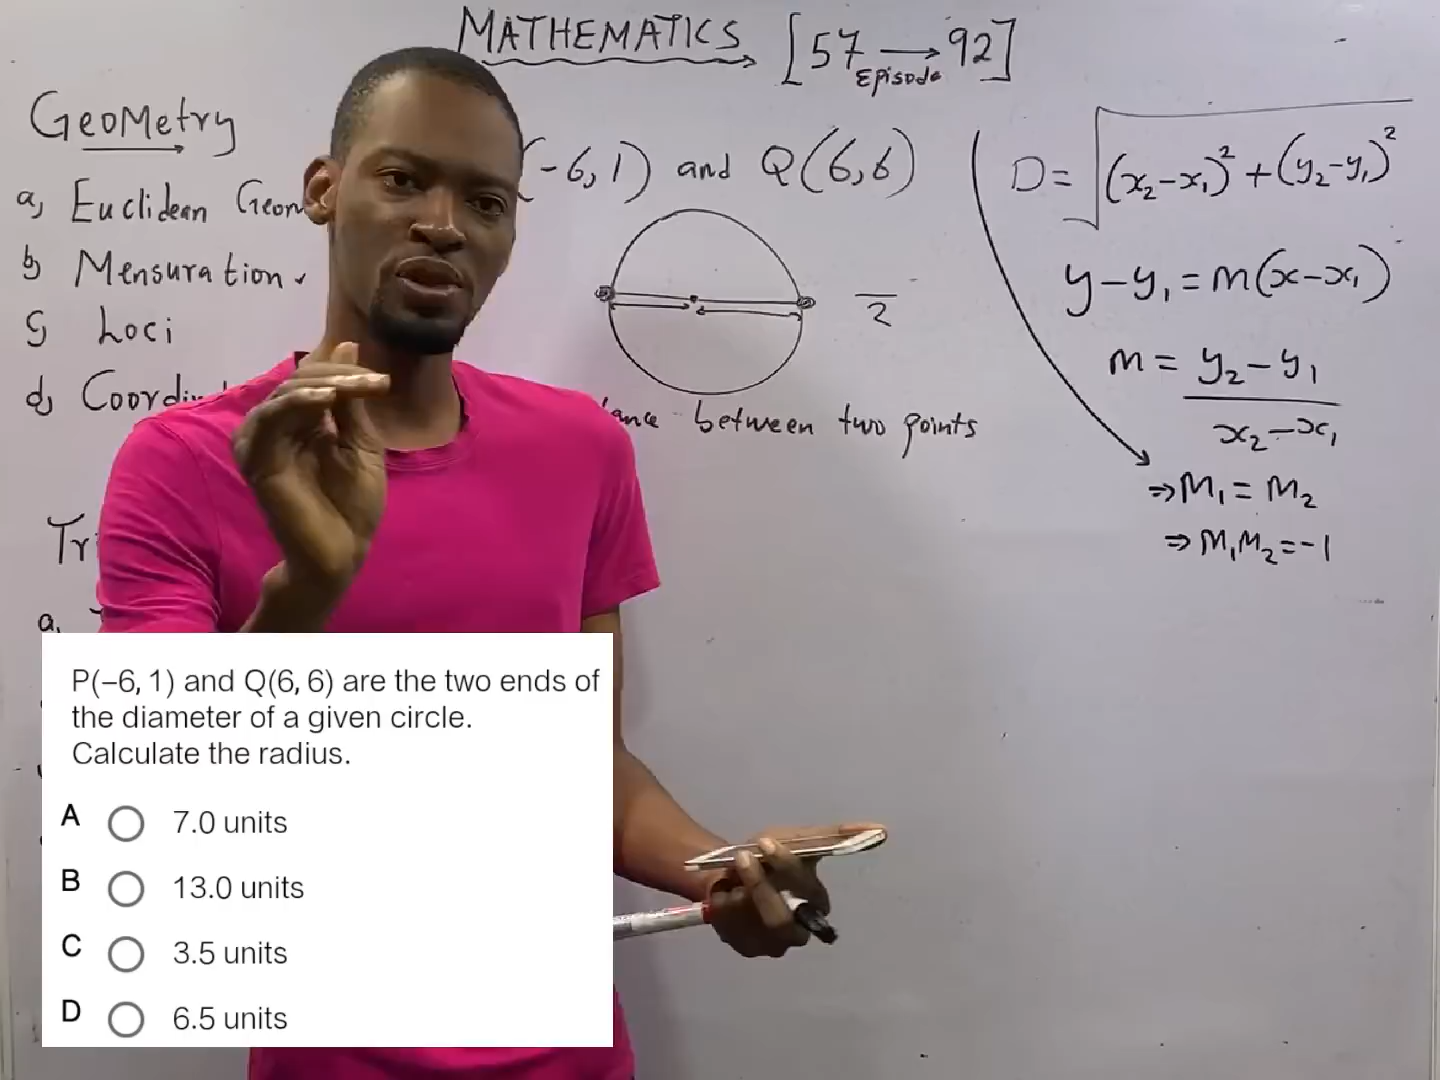 MATHEMATICS [57 → 92]
Episode
Geometry
a, Euclidean Geom
b, Mensuration ✓
c, Loci
d, Coordin
Tr
a,
(-6,1) and Q(6,6)
2
ance between two points
D = √(x₂-x₁)² + (y₂-y₁)²
y-y₁ = m(x-x₁)
m = y₂-y₁
x₂-x₁
⇒ M₁ = M₂
⇒ M₁M₂ = -1
P(−6, 1) and Q(6, 6) are the two ends of
the diameter of a given circle.
Calculate the radius.
A 7.0 units
B 13.0 units
C 3.5 units
D 6.5 units